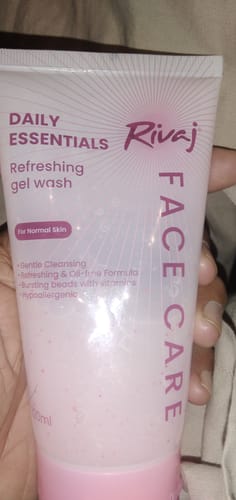 DAILY
ESSENTIALS
Rivaj
Refreshing
gel wash
For Normal Skin
• Gentle Cleansing
• Refreshing & Oil-free Formula
• Bursting beads with vitamins
• Hypoallergenic
FACE CARE